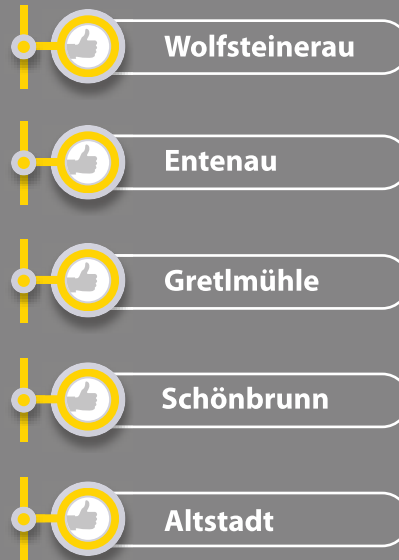 Wolfsteinerau
Entenau
Gretlmühle
Schönbrunn
Altstadt